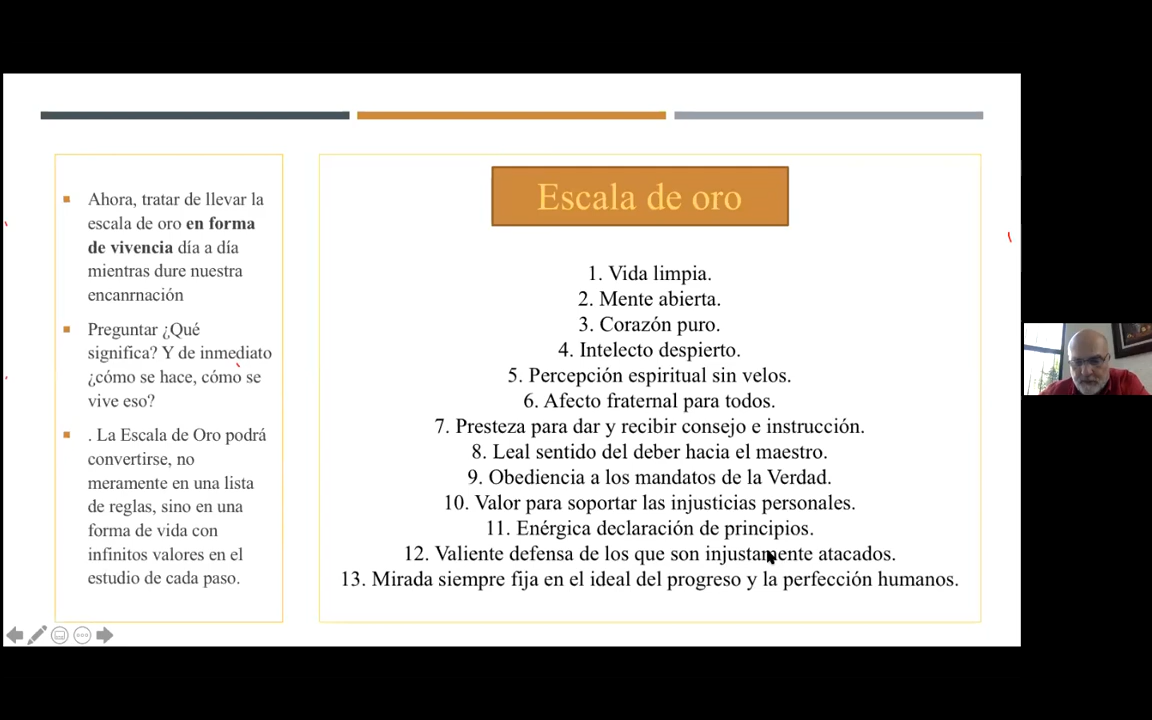 Ahora, tratar de llevar la
escala de oro en forma
de vivencia día a día
mientras dure nuestra
encanrnación
Preguntar ¿Qué
significa? Y de inmediato
¿cómo se hace, cómo se
vive eso?
. La Escala de Oro podrá
convertirse, no
meramente en una lista
de reglas, sino en una
forma de vida con
infinitos valores en el
estudio de cada paso.
Escala de oro
1. Vida limpia.
2. Mente abierta.
3. Corazón puro.
4. Intelecto despierto.
5. Percepción espiritual sin velos.
6. Afecto fraternal para todos.
7. Presteza para dar y recibir consejo e instrucción.
8. Leal sentido del deber hacia el maestro.
9. Obediencia a los mandatos de la Verdad.
10. Valor para soportar las injusticias personales.
11. Enérgica declaración de principios.
12. Valiente defensa de los que son injustamente atacados.
13. Mirada siempre fija en el ideal del progreso y la perfección humanos.